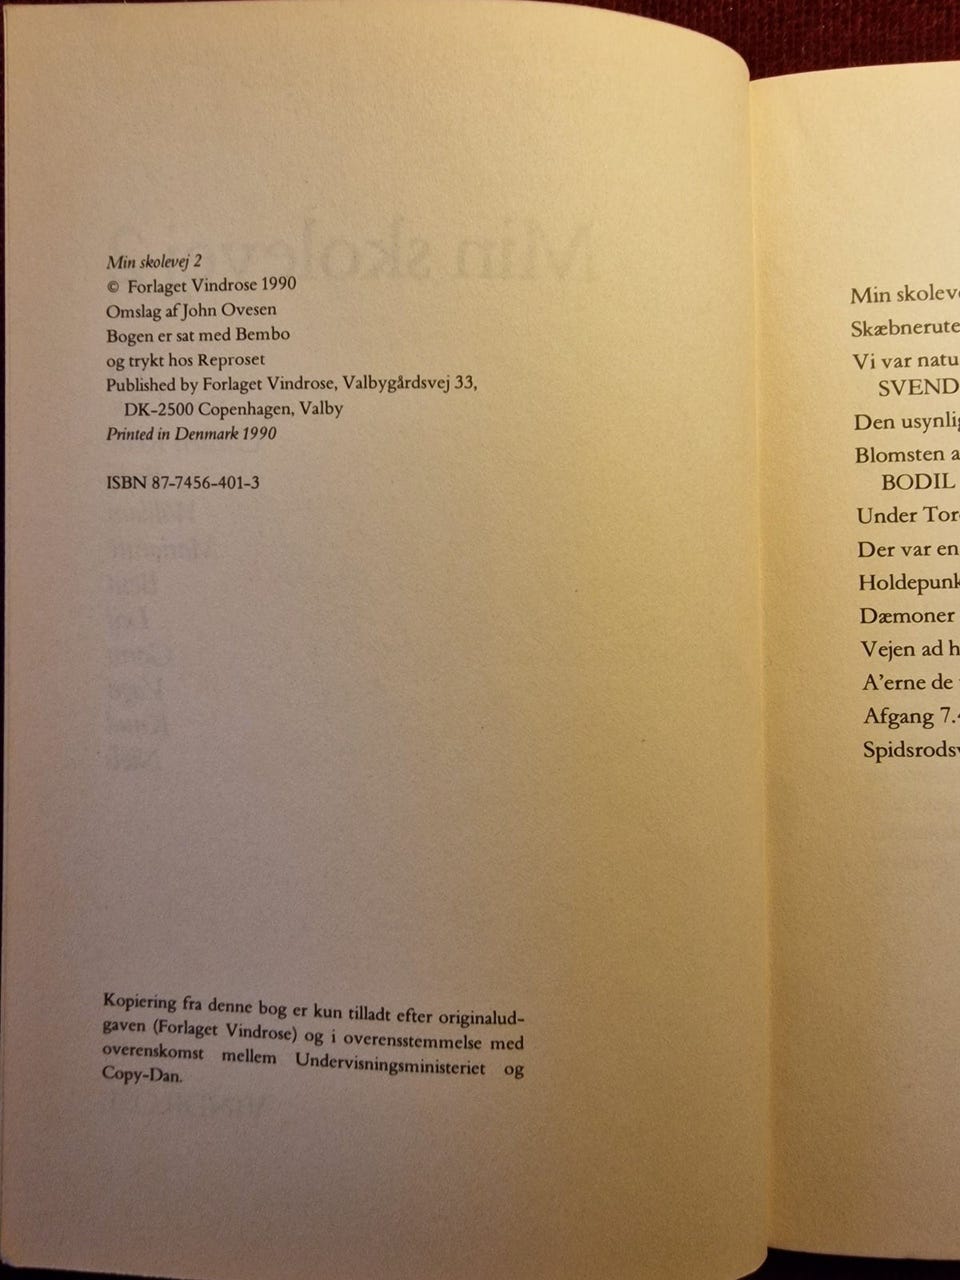 Min skolevej 2
© Forlaget Vindrose 1990
Omslag af John Ovesen
Bogen er sat med Bembo
og trykt hos Reproset
Published by Forlaget Vindrose, Valbygårdsvej 33,
DK-2500 Copenhagen, Valby
Printed in Denmark 1990
ISBN 87-7456-401-3
Kopiering fra denne bog er kun tilladt efter originalud-
gaven (Forlaget Vindrose) og i overensstemmelse med
overenskomst mellem Undervisningsministeriet og
Copy-Dan.
Min skolev
Skæbnerute
Vi var natu
SVEND
Den usynlig
Blomsten a
BODIL
Under Tor
Der var en
Holdepunk
Dæmoner
Vejen ad h
A'erne de
Afgang 7.4
Spidsrodsv